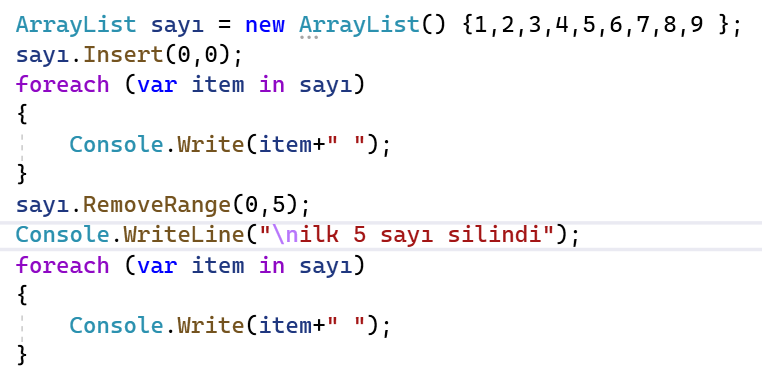 ArrayList sayı = new ArrayList() {1,2,3,4,5,6,7,8,9 };
sayı.Insert(0,0);
foreach (var item in sayı)
{
    Console.Write(item+" ");
}
sayı.RemoveRange(0,5);
Console.WriteLine("\nilk 5 sayı silindi");
foreach (var item in sayı)
{
    Console.Write(item+" ");
}